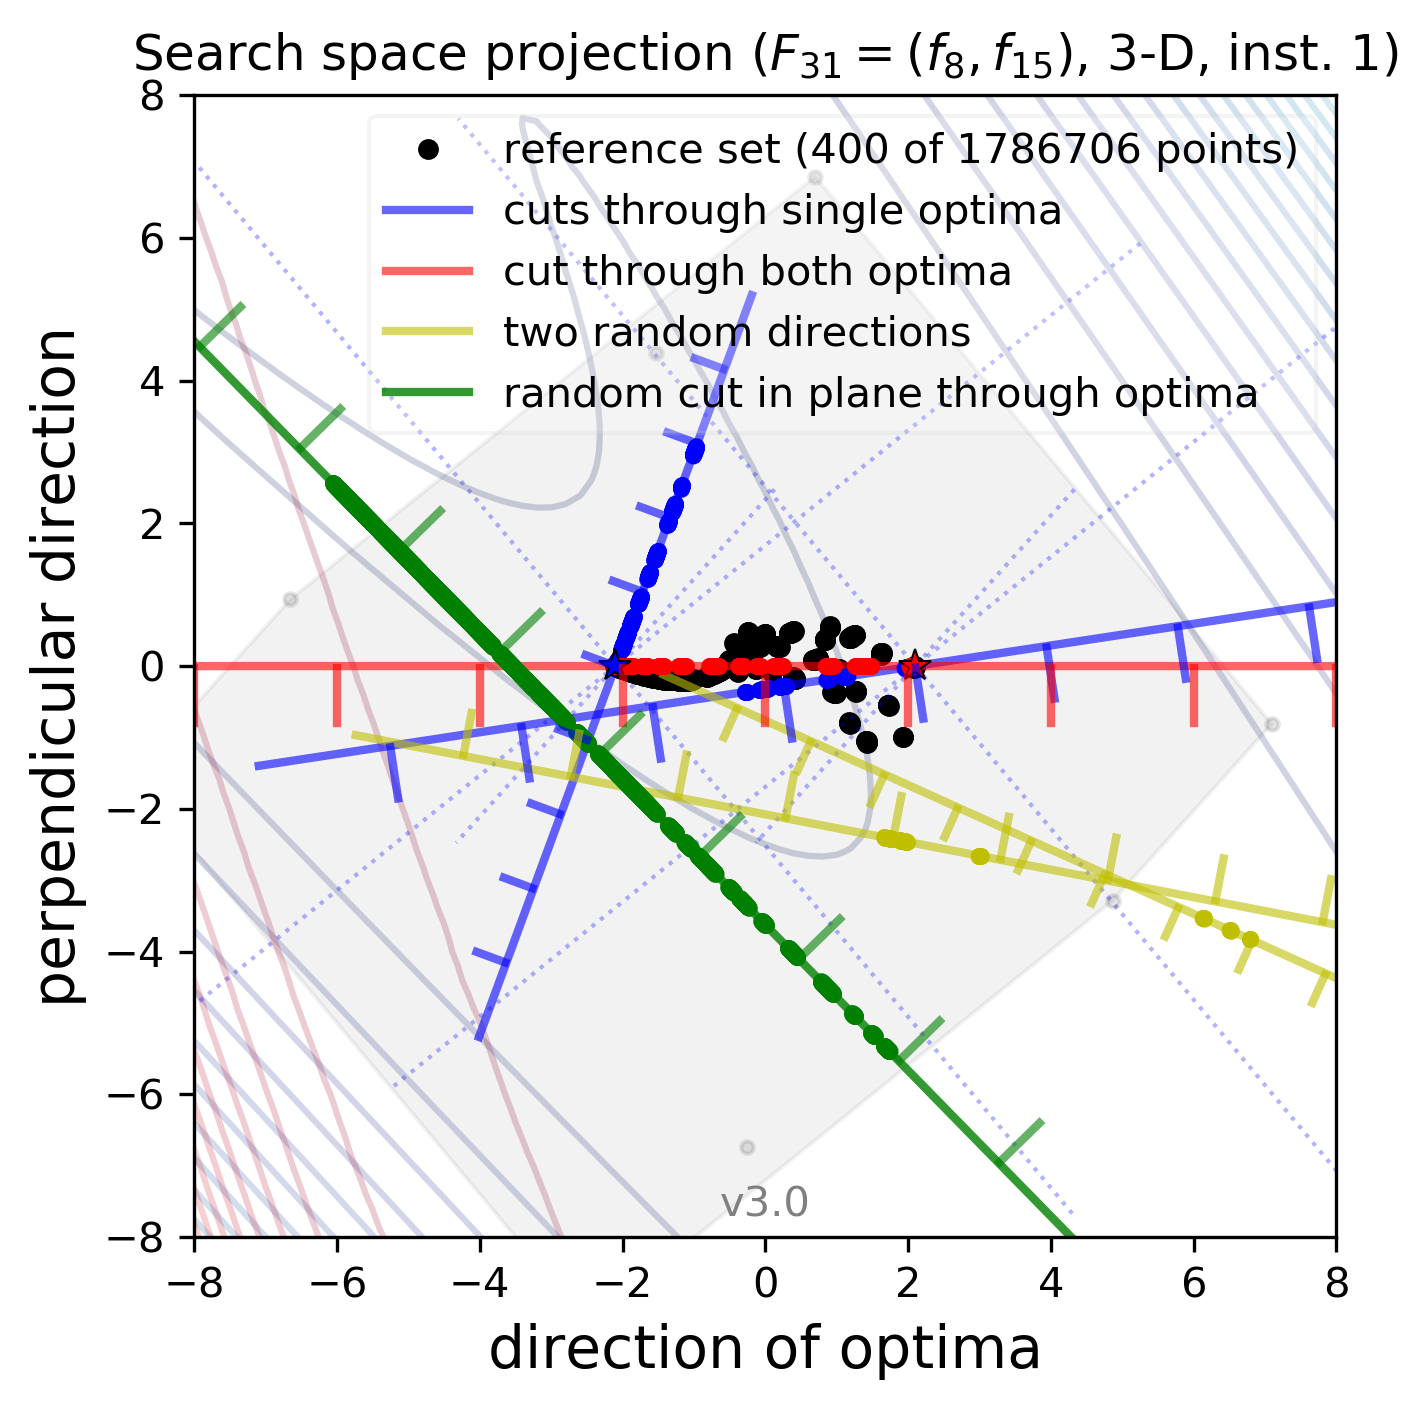 Search space projection ($F_{31} = (f_8, f_{15})$, 3-D, inst. 1)
reference set (400 of 1786706 points)
cuts through single optima
cut through both optima
two random directions
random cut in plane through optima
perpendicular direction
8
6
4
2
0
−2
−4
−6
−8
v3.0
−8 −6 −4 −2 0 2 4 6 8
direction of optima